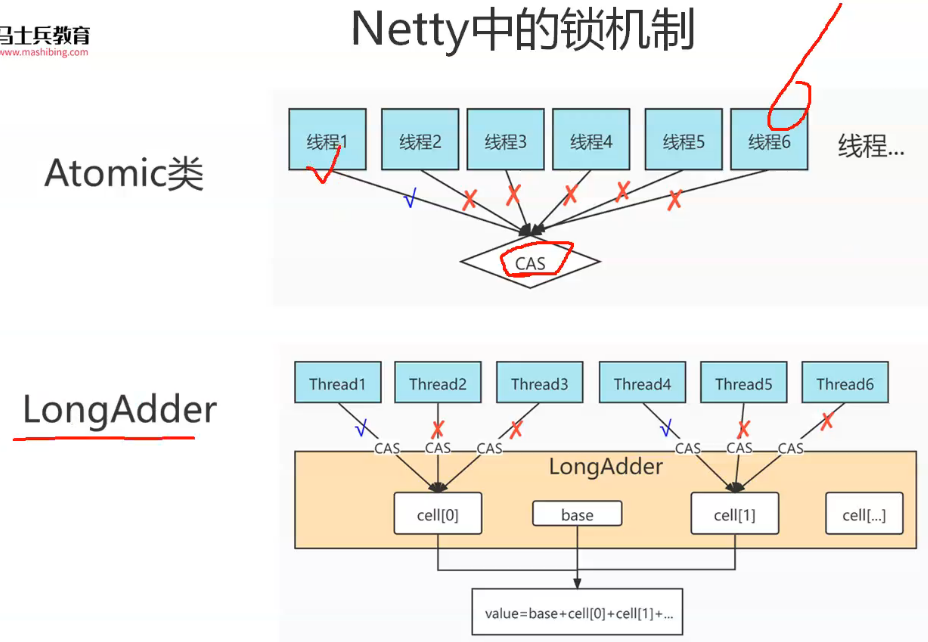 Netty中的锁机制
马士兵教育
www.mashibing.com
线程1 线程2 线程3 线程4 线程5 线程6 线程...
Atomic类
CAS
Thread1 Thread2 Thread3 Thread4 Thread5 Thread6
LongAdder
CAS CAS CAS CAS CAS CAS
LongAdder
cell[0] base cell[1] cell[...]
value=base+cell[0]+cell[1]+...